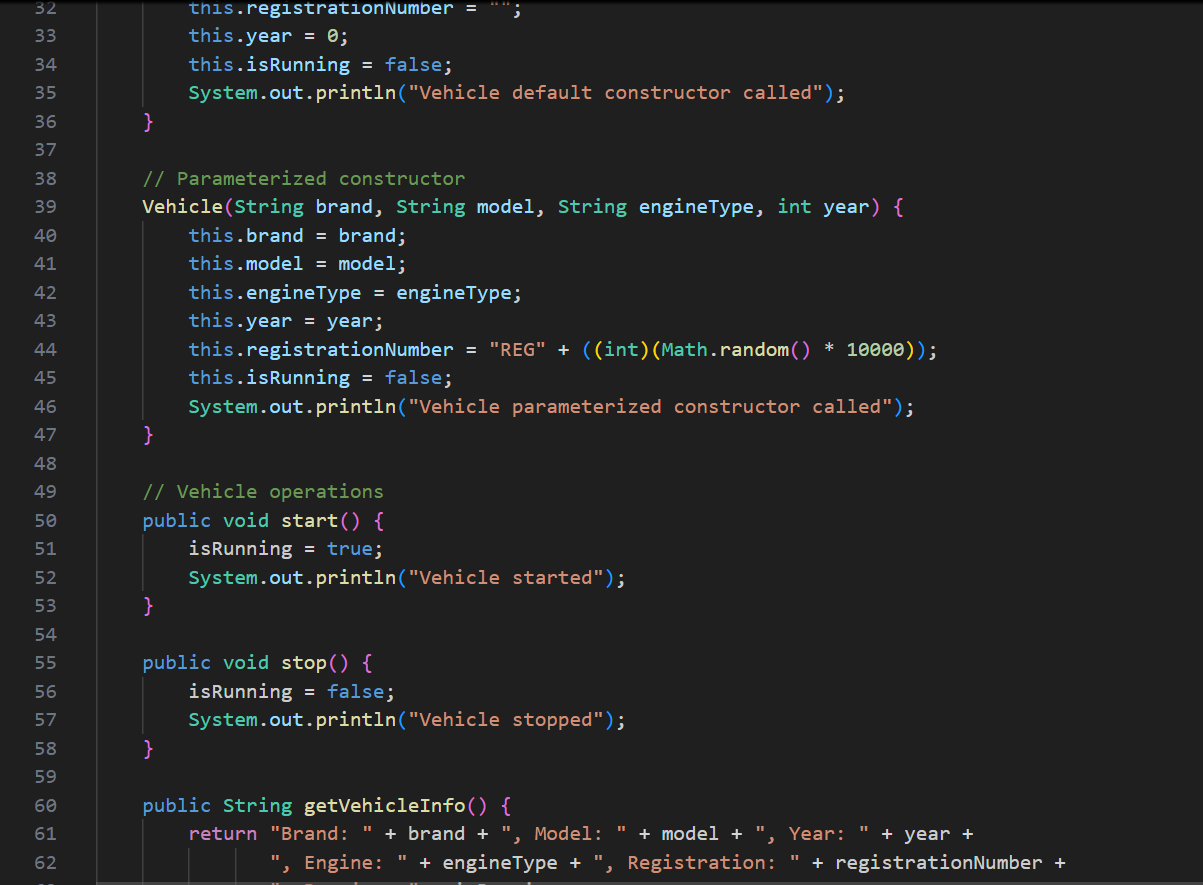 32 this.registrationNumber = "";
33 this.year = 0;
34 this.isRunning = false;
35 System.out.println("Vehicle default constructor called");
36 }
37
38 // Parameterized constructor
39 Vehicle(String brand, String model, String engineType, int year) {
40 this.brand = brand;
41 this.model = model;
42 this.engineType = engineType;
43 this.year = year;
44 this.registrationNumber = "REG" + ((int)(Math.random() * 10000));
45 this.isRunning = false;
46 System.out.println("Vehicle parameterized constructor called");
47 }
48
49 // Vehicle operations
50 public void start() {
51 isRunning = true;
52 System.out.println("Vehicle started");
53 }
54
55 public void stop() {
56 isRunning = false;
57 System.out.println("Vehicle stopped");
58 }
59
60 public String getVehicleInfo() {
61 return "Brand: " + brand + ", Model: " + model + ", Year: " + year +
62 ", Engine: " + engineType + ", Registration: " + registrationNumber +